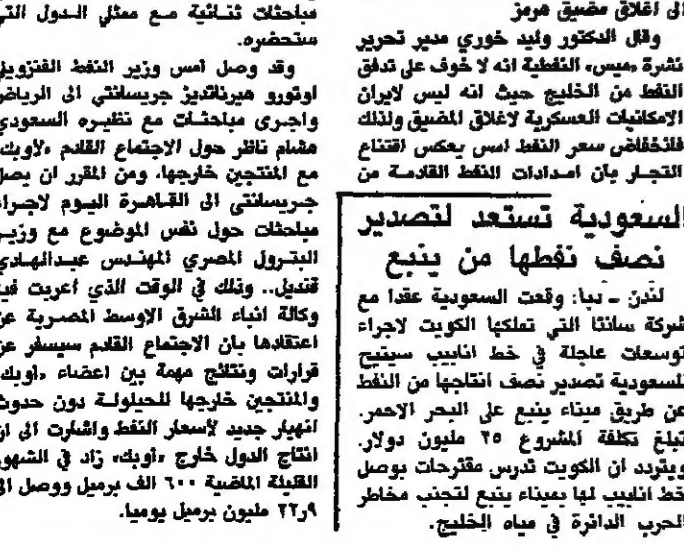 الى اغلاق مضيق هرمز
وقال الدكتور وليد خوري مدير تحرير
نشرة «ميس» النفطية انه لا خوف على تدفق
النفط من الخليج حيث انه ليس لايران
الامكانيات العسكرية لاغلاق المضيق ولذلك
فانخفاض سعر النفط امس يعكس اقتناع
التجار بأن امدادات النفط القادمة من
السعودية تستعد لتصدير
نصف نفطها من ينبع
لندن ـ د.ب.ا: وقعت السعودية عقدا مع
شركة سانتا التي تملكها الكويت لاجراء
توسعات عاجلة في خط انابيب سيتيح
للسعودية تصدير نصف انتاجها من النفط
عن طريق ميناء ينبع على البحر الاحمر.
تبلغ تكلفة المشروع ٢٥ مليون دولار.
ويتردد ان الكويت تدرس مقترحات بوصل
خط انابيب لها بميناء ينبع لتجنب مخاطر
الحرب الدائرة في مياه الخليج.
مباحثات ثنائية مع ممثلي الدول التي
ستحضره.
وقد وصل امس وزير النفط الفنزويلي
اوتورو هيرنانديز جريسانتي الى الرياض
واجرى مباحثات مع نظيره السعودي
هشام ناظر حول الاجتماع القادم «لاوبك»
مع المنتجين خارجها. ومن المقرر ان يصل
جريسانتي الى القاهرة اليوم لاجراء
مباحثات حول نفس الموضوع مع وزير
البترول المصري المهندس عبدالهادي
قنديل.. وذلك في الوقت الذي اعربت فيه
وكالة انباء الشرق الاوسط المصرية عن
اعتقادها بأن الاجتماع القادم سيسفر عن
قرارات ونتائج مهمة بين اعضاء «اوبك»
والمنتجين خارجها للحيلولة دون حدوث
انهيار جديد لأسعار النفط واشارت الى ان
انتاج الدول خارج «أوبك» زاد في الشهور
القليلة الماضية ٦٠٠ الف برميل ووصل الى
٢٢٫٩ مليون برميل يوميا.